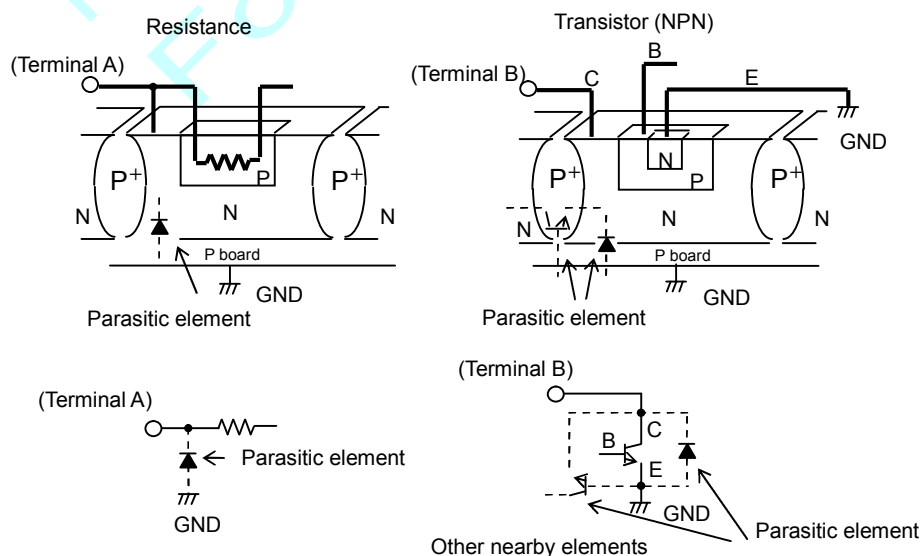 Resistance
(Terminal A)
P+
N
P
N
P+
N
P board
GND
Parasitic element
Transistor (NPN)
(Terminal B)
C
B
E
GND
P+
N
N
P
N
P+
N
P board
GND
Parasitic element
(Terminal A)
Parasitic element
GND
(Terminal B)
C
B
E
GND
Parasitic element
Other nearby elements